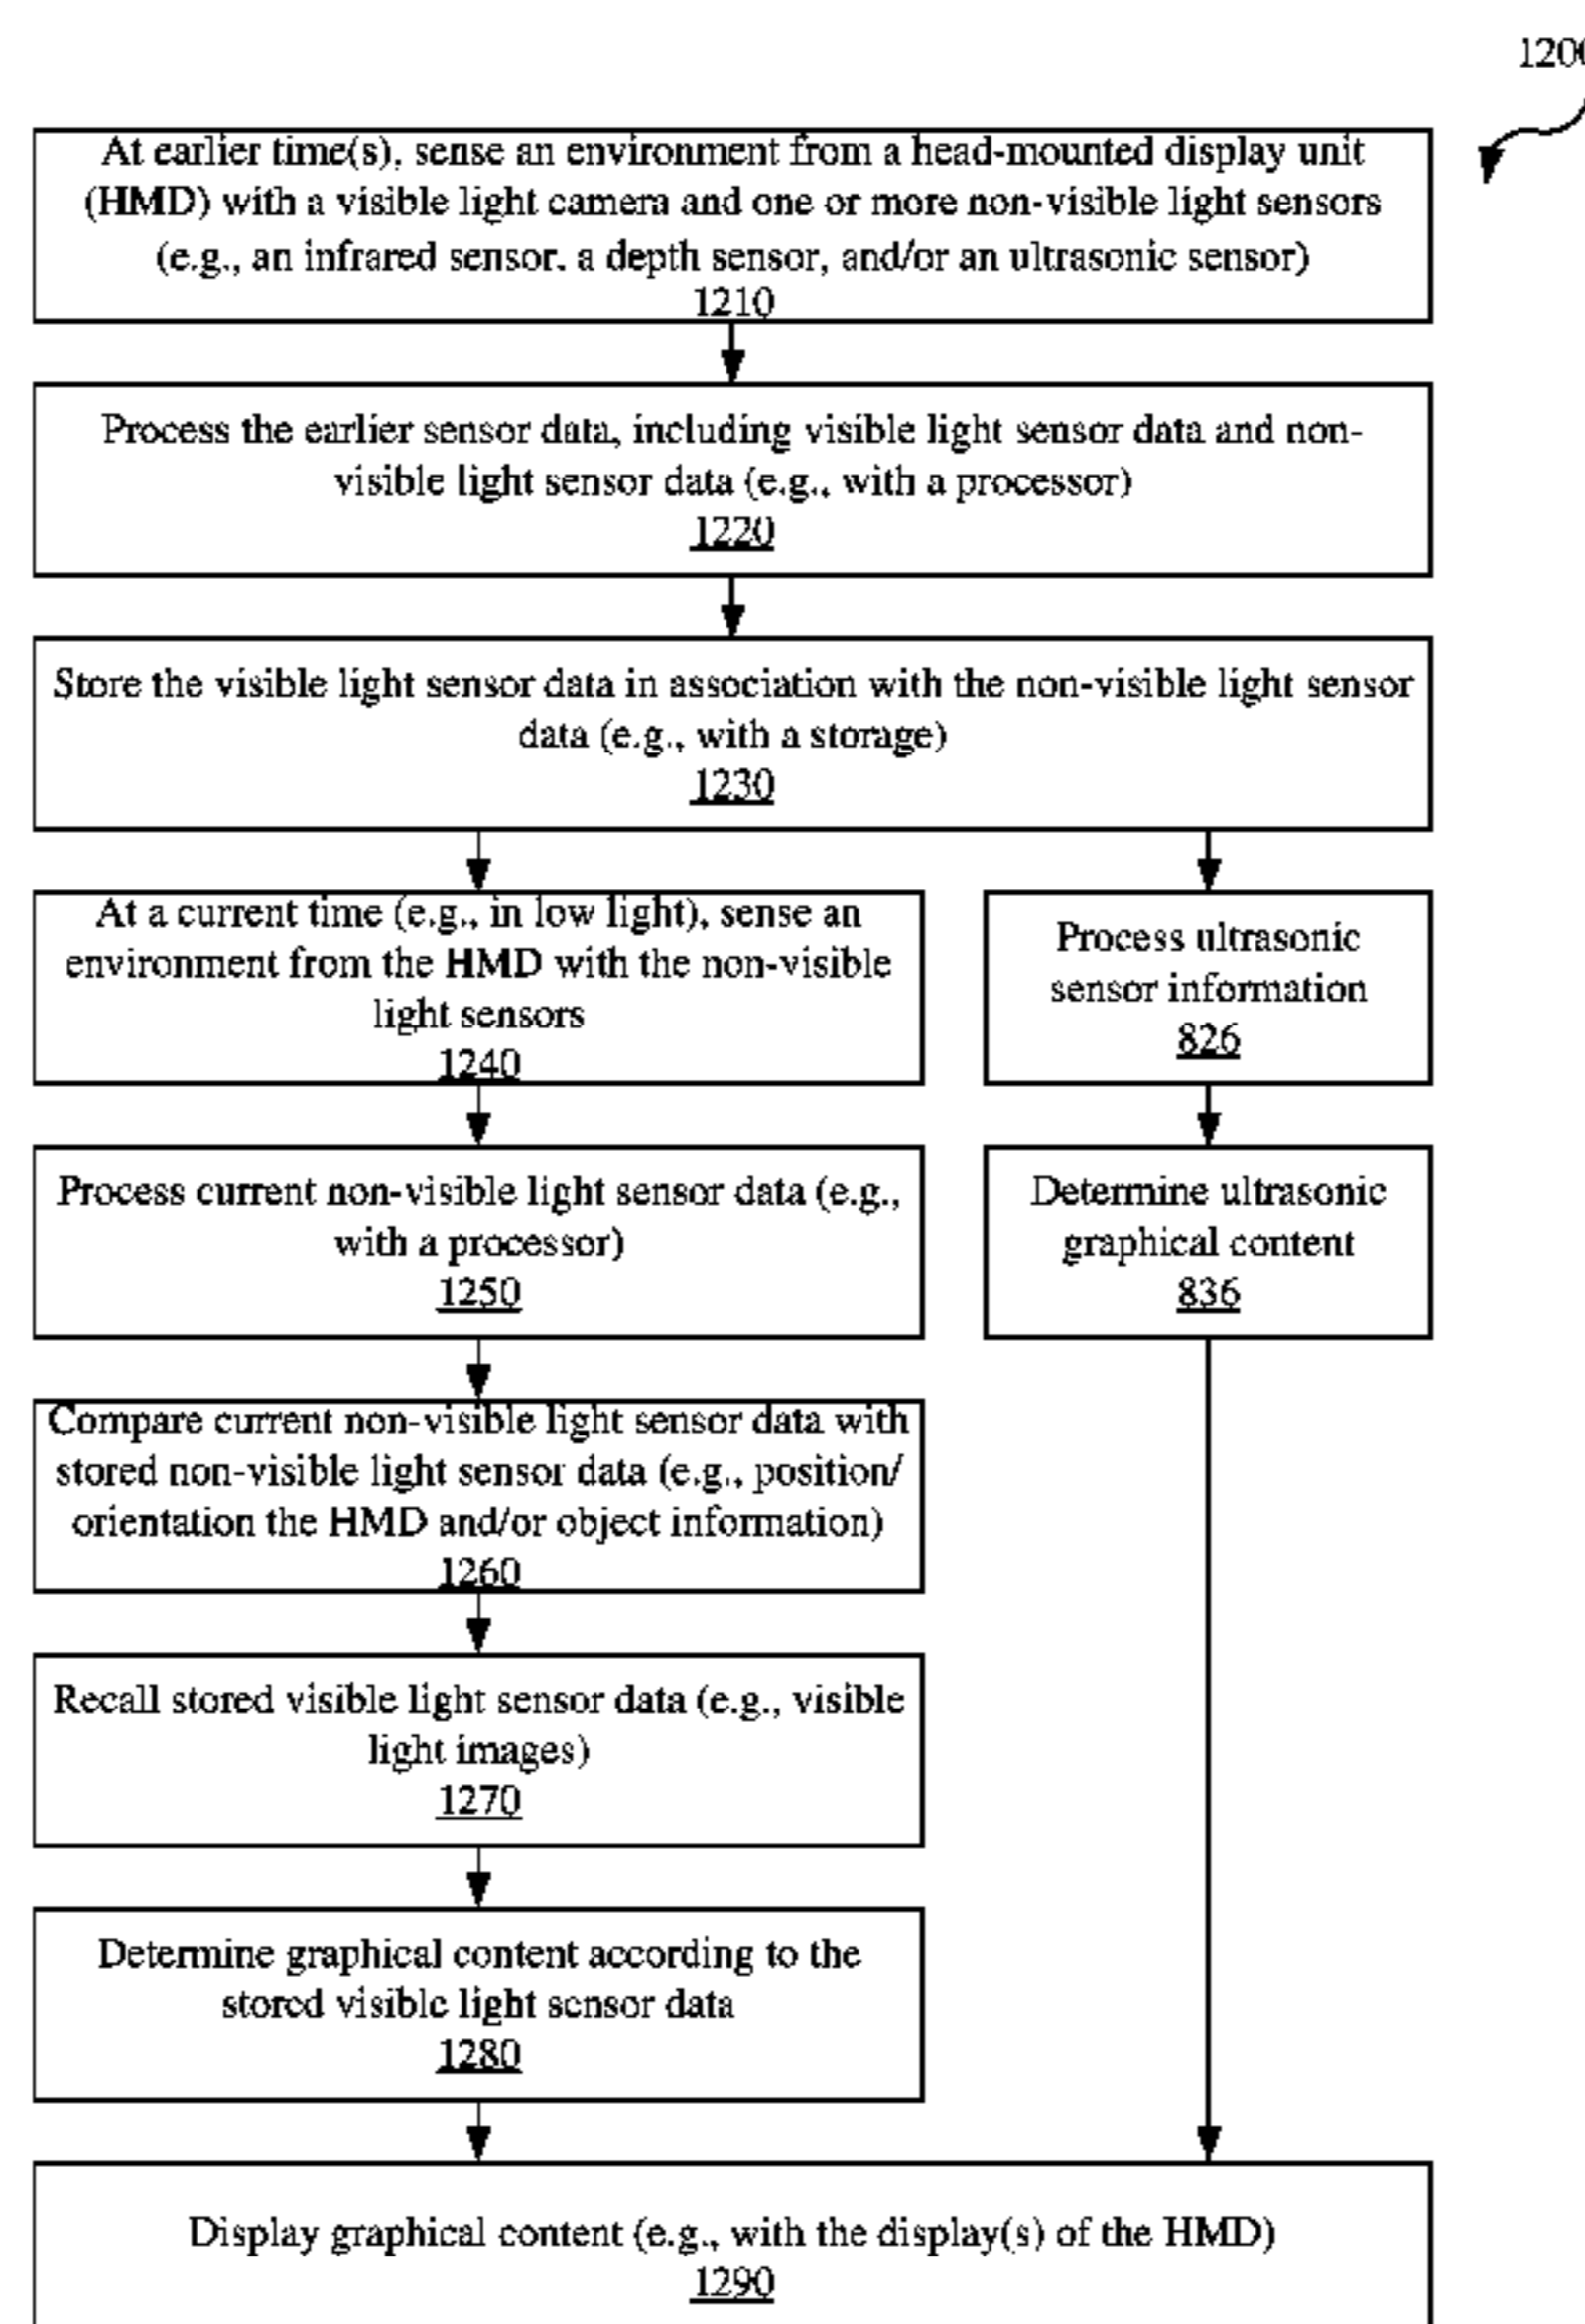 1200
At earlier time(s), sense an environment from a head-mounted display unit
(HMD) with a visible light camera and one or more non-visible light sensors
(e.g., an infrared sensor, a depth sensor, and/or an ultrasonic sensor)
1210
Process the earlier sensor data, including visible light sensor data and non-
visible light sensor data (e.g., with a processor)
1220
Store the visible light sensor data in association with the non-visible light sensor
data (e.g., with a storage)
1230
At a current time (e.g., in low light), sense an
environment from the HMD with the non-visible
light sensors
1240
Process ultrasonic
sensor information
826
Process current non-visible light sensor data (e.g.,
with a processor)
1250
Determine ultrasonic
graphical content
836
Compare current non-visible light sensor data with
stored non-visible light sensor data (e.g., position/
orientation the HMD and/or object information)
1260
Recall stored visible light sensor data (e.g., visible
light images)
1270
Determine graphical content according to the
stored visible light sensor data
1280
Display graphical content (e.g., with the display(s) of the HMD)
1290